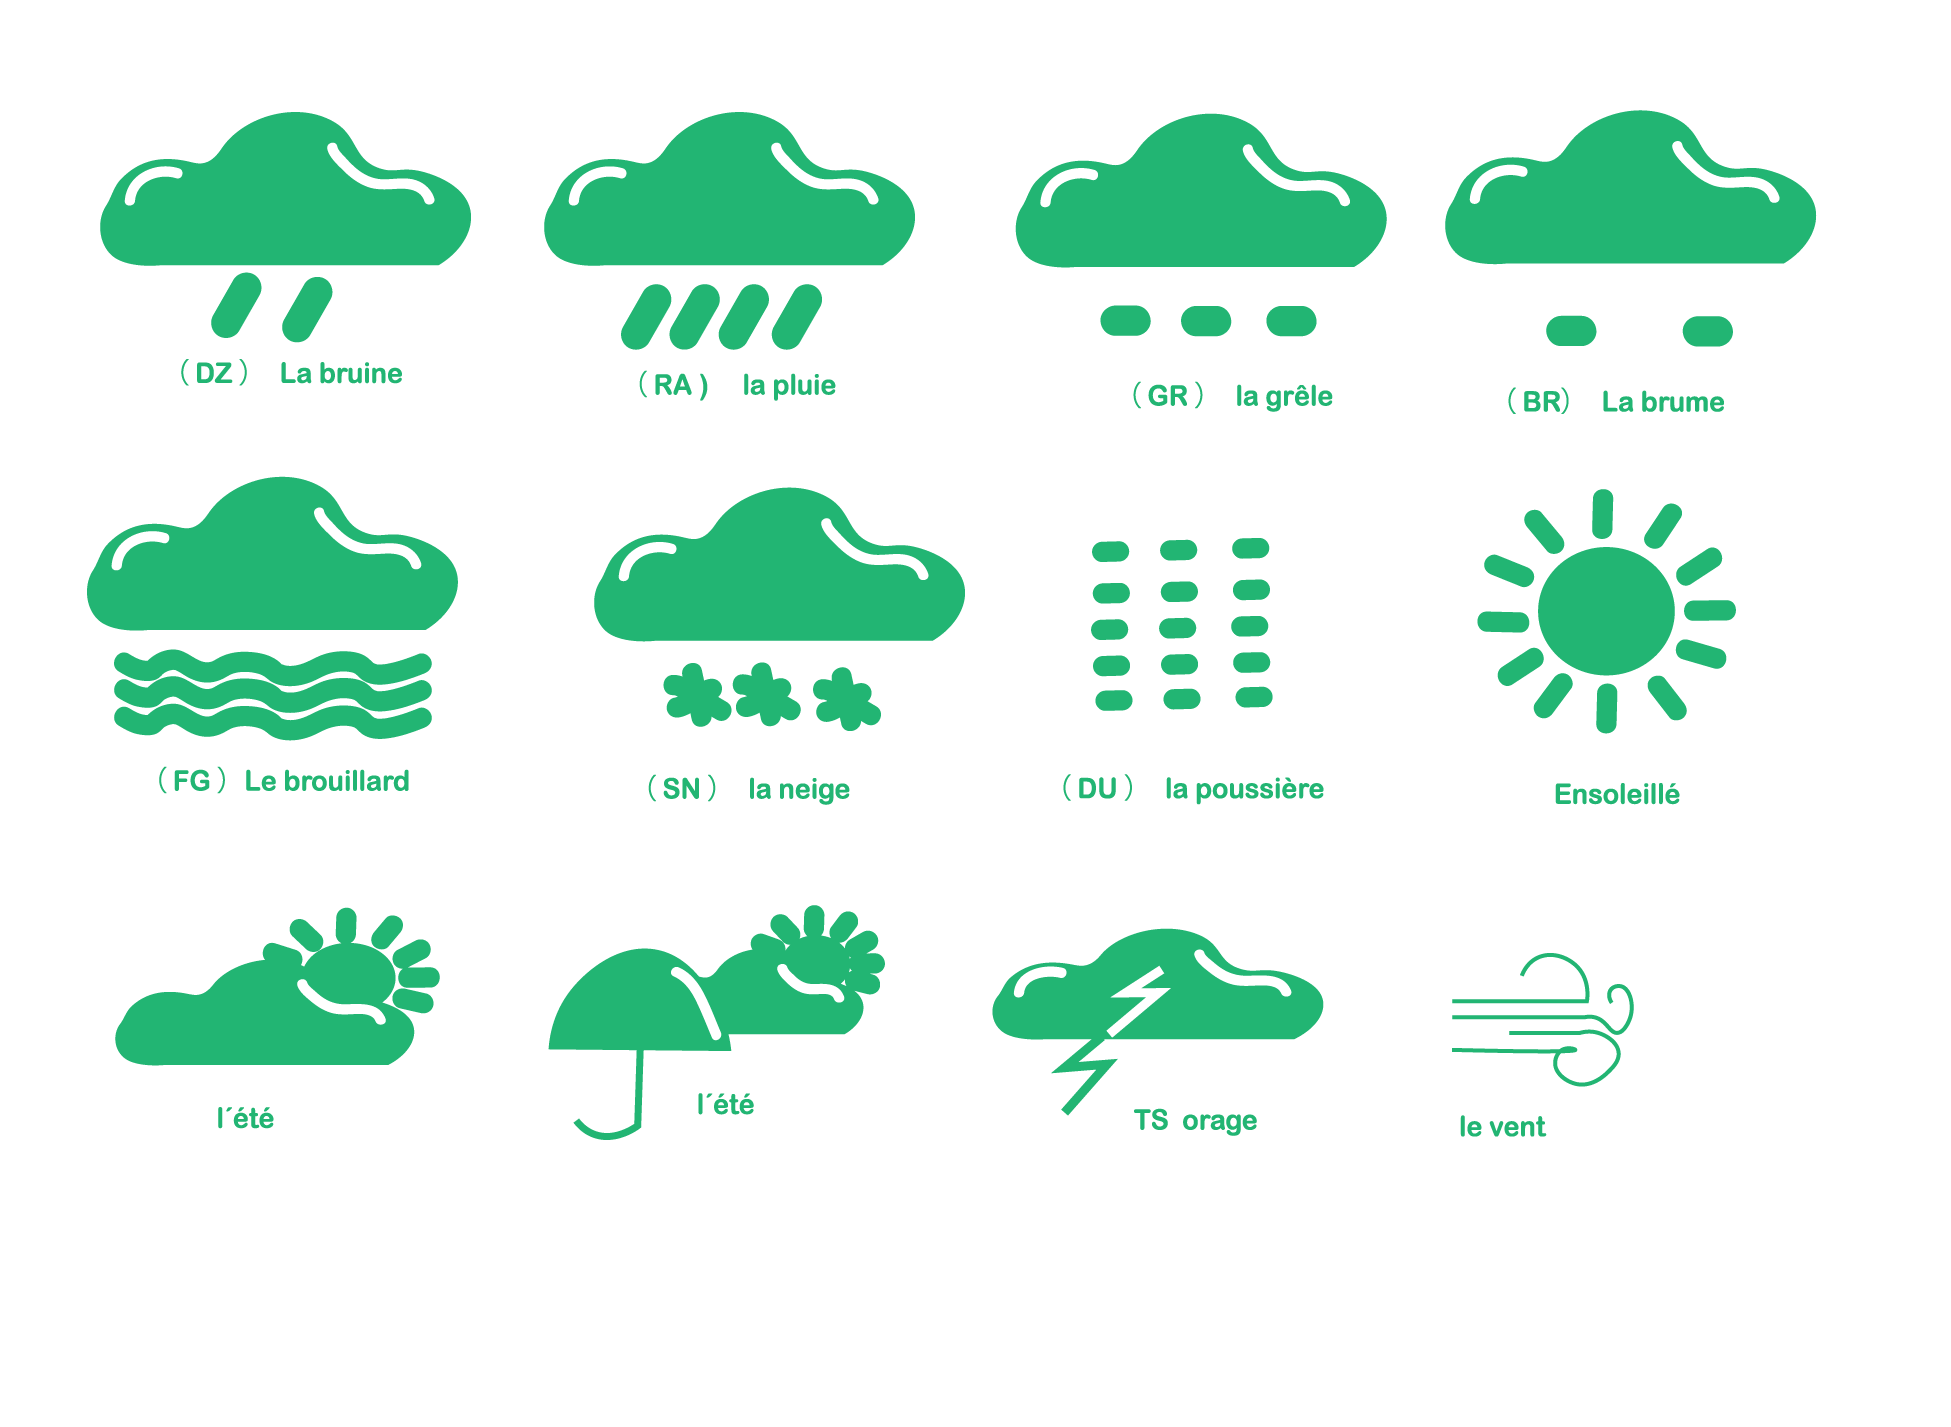 （DZ） La bruine
（RA) la pluie
（GR） la grêle
（BR） La brume
（FG） Le brouillard
（SN） la neige
（DU） la poussière
Ensoleillé
l´été
l´été
TS orage
le vent